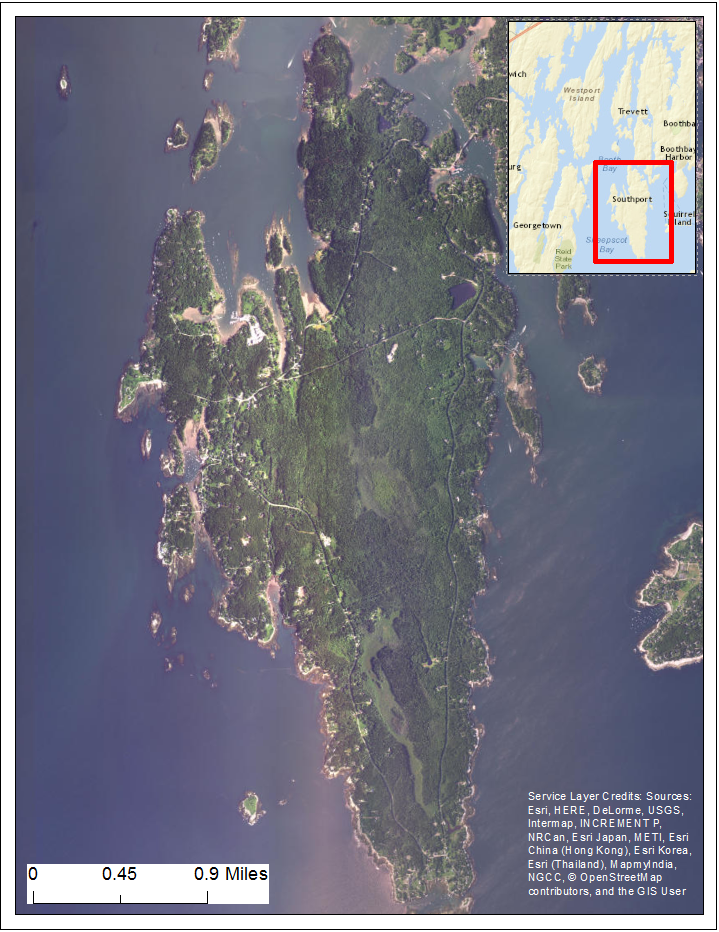 wich
Westport
Island
Trevett
Boothba
Boothbay
Harbor
Bay
urg
Southport
Squirrel
Island
Georgetown
Sheepscot
Bay
Reid
State
Park
Service Layer Credits: Sources:
Esri, HERE, DeLorme, USGS,
Intermap, INCREMENT P,
NRCan, Esri Japan, METI, Esri
China (Hong Kong), Esri Korea,
Esri (Thailand), MapmyIndia,
NGCC, © OpenStreetMap
contributors, and the GIS User
0 0.45 0.9 Miles